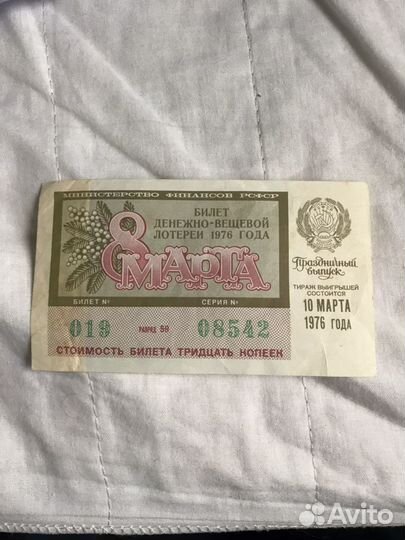 МИНИСТЕРСТВО ФИНАНСОВ РСФСР
БИЛЕТ
ДЕНЕЖНО-ВЕЩЕВОЙ
ЛОТЕРЕИ 1976 ГОДА
8 МАРТА
БИЛЕТ №
СЕРИЯ №
019
РАЗРЯД 59
08542
СТОИМОСТЬ БИЛЕТА ТРИДЦАТЬ КОПЕЕК
Праздничный
выпуск
ТИРАЖ ВЫИГРЫШЕЙ
СОСТОИТСЯ
10 МАРТА
1976 ГОДА
Avito